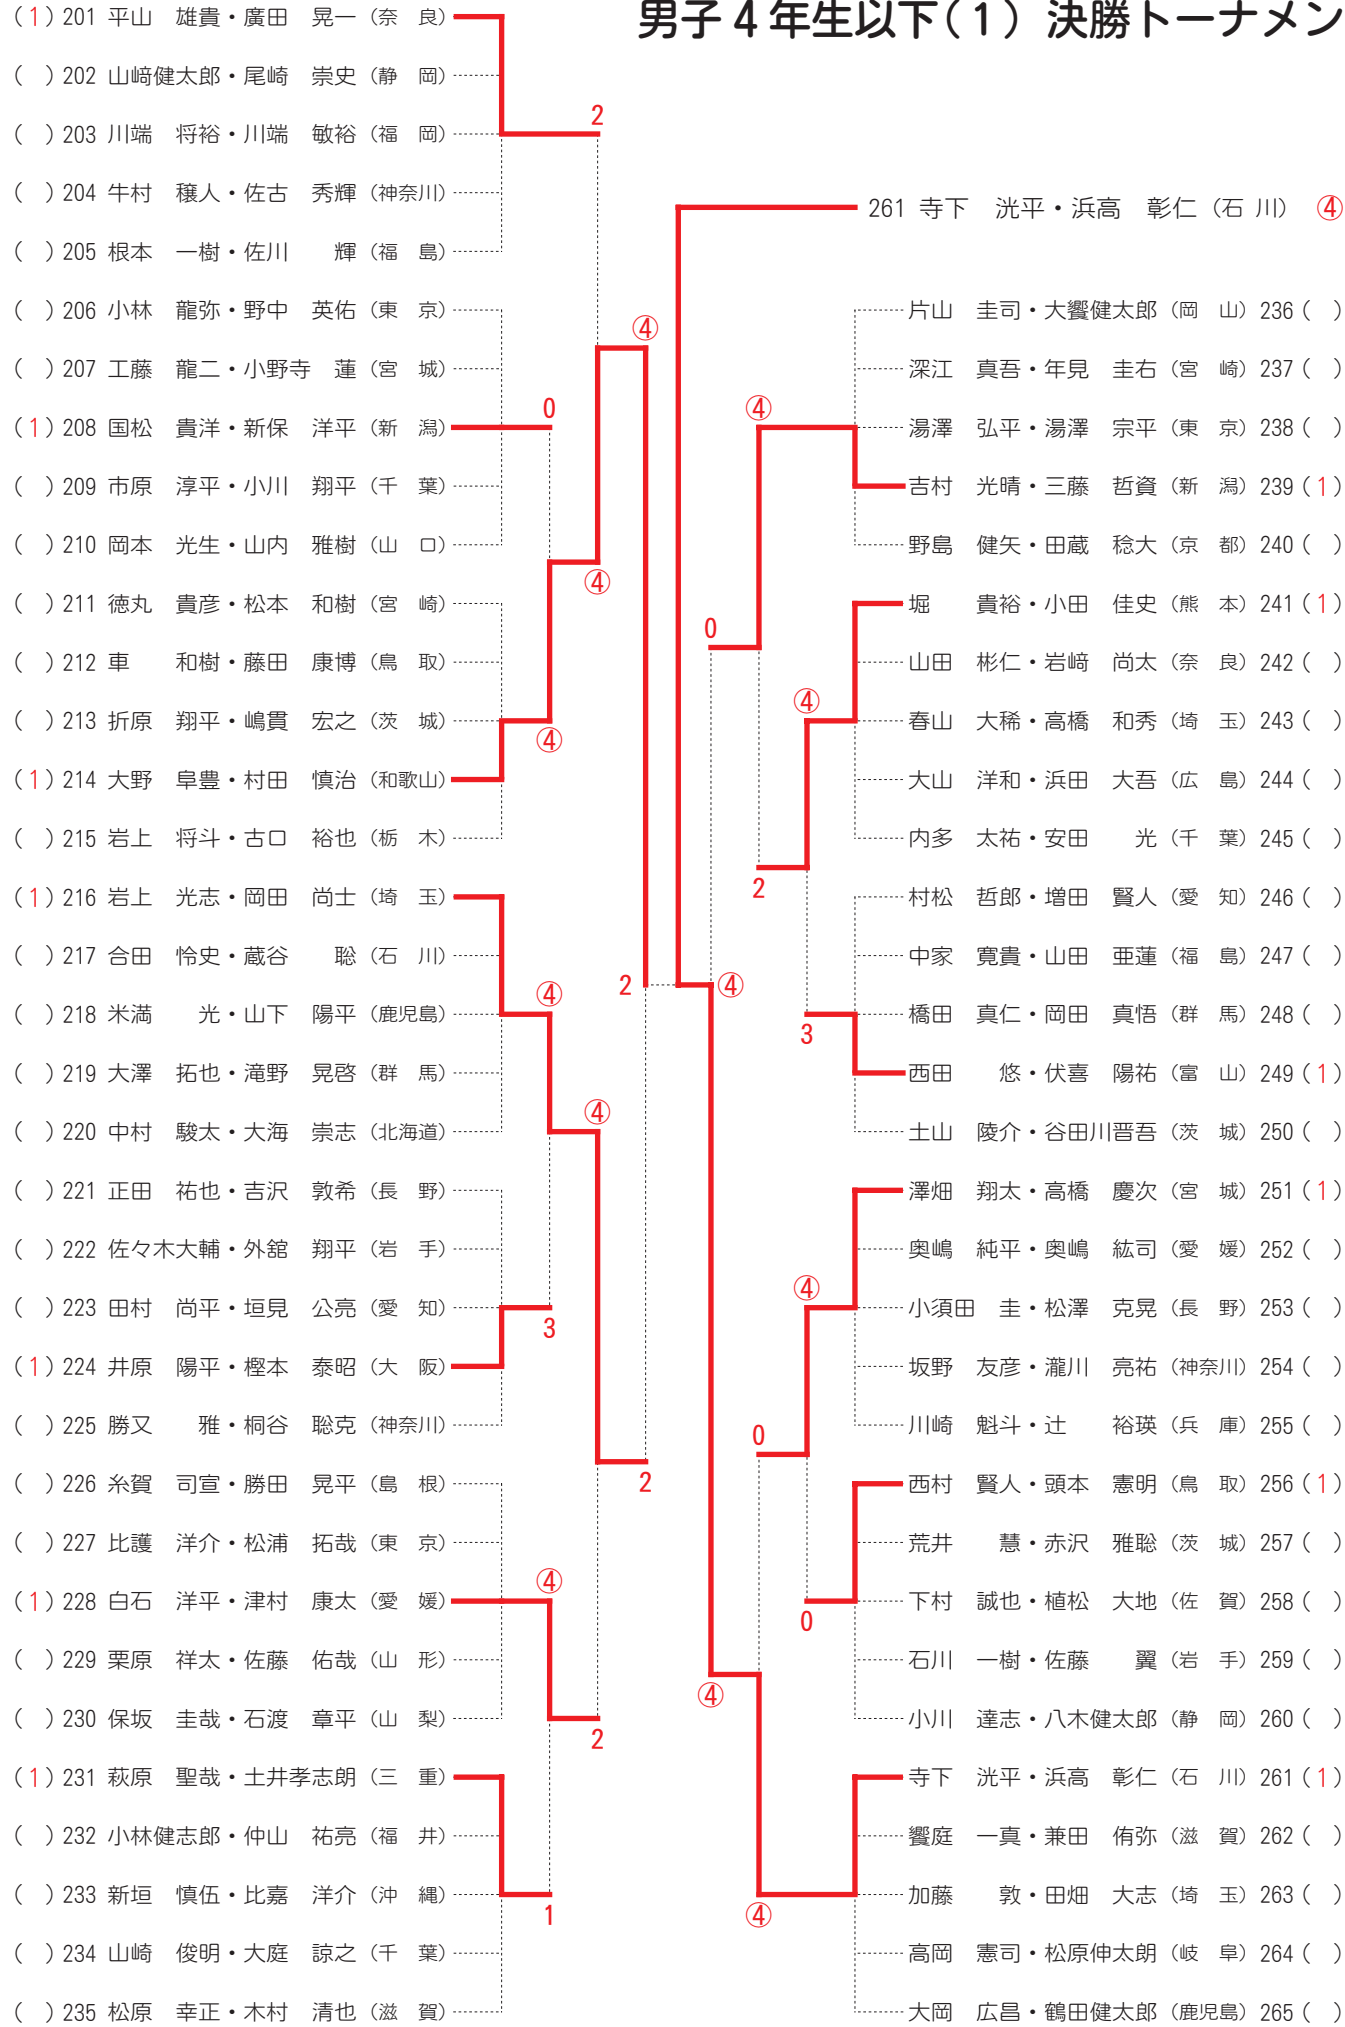 男子４年生以下(１) 決勝トーナメン
(1) 201 平山　雄貴・廣田　晃一（奈　良）
(　) 202 山﨑健太郎・尾崎　崇史（静　岡）
2
(　) 203 川端　将裕・川端　敏裕（福　岡）
(　) 204 牛村　穣人・佐古　秀輝（神奈川）
(　) 205 根本　一樹・佐川　　輝（福　島）
(　) 206 小林　龍弥・野中　英佑（東　京）
④
(　) 207 工藤　龍二・小野寺　蓮（宮　城）
0
(1) 208 国松　貴洋・新保　洋平（新　潟）
(　) 209 市原　淳平・小川　翔平（千　葉）
(　) 210 岡本　光生・山内　雅樹（山　口）
④
(　) 211 徳丸　貴彦・松本　和樹（宮　崎）
(　) 212 車　　和樹・藤田　康博（鳥　取）
(　) 213 折原　翔平・嶋貫　宏之（茨　城）
④
(1) 214 大野　阜豊・村田　慎治（和歌山）
(　) 215 岩上　将斗・古口　裕也（栃　木）
(1) 216 岩上　光志・岡田　尚士（埼　玉）
(　) 217 合田　怜史・蔵谷　　聡（石　川）
2
④
④
(　) 218 米満　　光・山下　陽平（鹿児島）
(　) 219 大澤　拓也・滝野　晃啓（群　馬）
④
(　) 220 中村　駿太・大海　崇志（北海道）
(　) 221 正田　祐也・吉沢　敦希（長　野）
(　) 222 佐々木大輔・外舘　翔平（岩　手）
(　) 223 田村　尚平・垣見　公亮（愛　知）
3
(1) 224 井原　陽平・樫本　泰昭（大　阪）
(　) 225 勝又　　雅・桐谷　聡克（神奈川）
2
(　) 226 糸賀　司宣・勝田　晃平（島　根）
(　) 227 比護　洋介・松浦　拓哉（東　京）
④
(1) 228 白石　洋平・津村　康太（愛　媛）
(　) 229 栗原　祥太・佐藤　佑哉（山　形）
(　) 230 保坂　圭哉・石渡　章平（山　梨）
2
(1) 231 萩原　聖哉・土井孝志朗（三　重）
(　) 232 小林健志郎・仲山　祐亮（福　井）
(　) 233 新垣　慎伍・比嘉　洋介（沖　縄）
1
(　) 234 山崎　俊明・大庭　諒之（千　葉）
(　) 235 松原　幸正・木村　清也（滋　賀）
261 寺下　洸平・浜高　彰仁（石 川） ④
片山　圭司・大饗健太郎（岡　山）236 (　)
深江　真吾・年見　圭右（宮　崎）237 (　)
④
湯澤　弘平・湯澤　宗平（東　京）238 (　)
吉村　光晴・三藤　哲資（新　潟）239 (1)
野島　健矢・田蔵　稔大（京　都）240 (　)
堀　　貴裕・小田　佳史（熊　本）241 (1)
0
山田　彬仁・岩﨑　尚太（奈　良）242 (　)
④
春山　大稀・高橋　和秀（埼　玉）243 (　)
大山　洋和・浜田　大吾（広　島）244 (　)
内多　太祐・安田　　光（千　葉）245 (　)
2
村松　哲郎・増田　賢人（愛　知）246 (　)
中家　寛貴・山田　亜蓮（福　島）247 (　)
橋田　真仁・岡田　真悟（群　馬）248 (　)
3
西田　　悠・伏喜　陽祐（富　山）249 (1)
土山　陵介・谷田川晋吾（茨　城）250 (　)
澤畑　翔太・高橋　慶次（宮　城）251 (1)
奥嶋　純平・奥嶋　紘司（愛　媛）252 (　)
④
小須田　圭・松澤　克晃（長　野）253 (　)
坂野　友彦・瀧川　亮祐（神奈川）254 (　)
川崎　魁斗・辻　　裕瑛（兵　庫）255 (　)
0
西村　賢人・頭本　憲明（鳥　取）256 (1)
荒井　　慧・赤沢　雅聡（茨　城）257 (　)
下村　誠也・植松　大地（佐　賀）258 (　)
0
石川　一樹・佐藤　　翼（岩　手）259 (　)
④
小川　達志・八木健太郎（静　岡）260 (　)
寺下　洸平・浜高　彰仁（石　川）261 (1)
饗庭　一真・兼田　侑弥（滋　賀）262 (　)
加藤　　敦・田畑　大志（埼　玉）263 (　)
④
高岡　憲司・松原伸太朗（岐　阜）264 (　)
大岡　広昌・鶴田健太郎（鹿児島）265 (　)